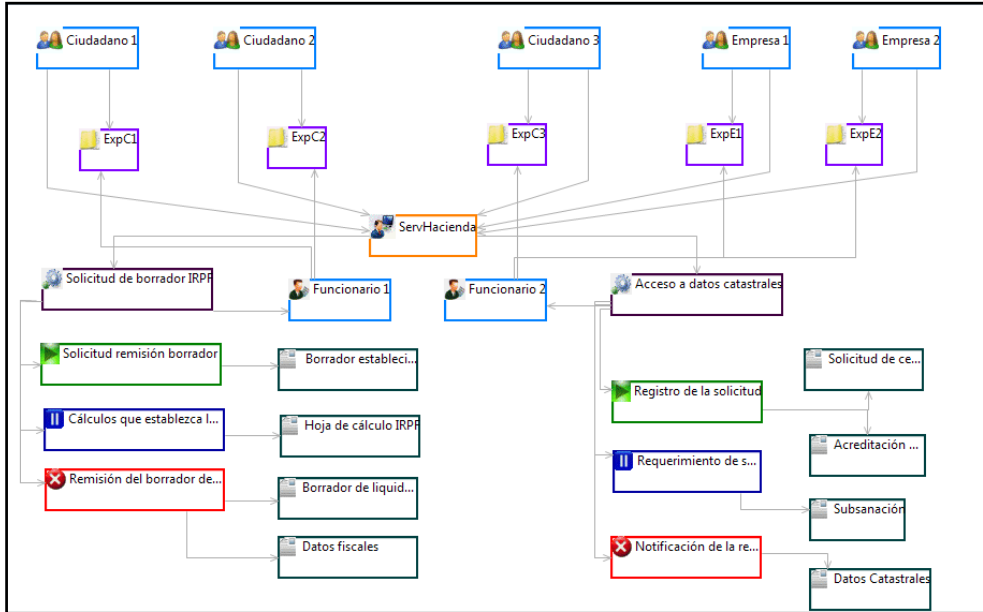 Ciudadano 1
Ciudadano 2
Ciudadano 3
Empresa 1
Empresa 2
ExpC1
ExpC2
ExpC3
ExpE1
ExpE2
ServHacienda
Solicitud de borrador IRPF
Funcionario 1
Funcionario 2
Acceso a datos catastrales
Solicitud remisión borrador
Borrador estableci...
Solicitud de ce...
Registro de la solicitud
Cálculos que establezca l...
Hoja de cálculo IRPF
Acreditación ...
Requerimiento de s...
Remisión del borrador de...
Borrador de liquid...
Subsanación
Datos fiscales
Notificación de la re...
Datos Catastrales